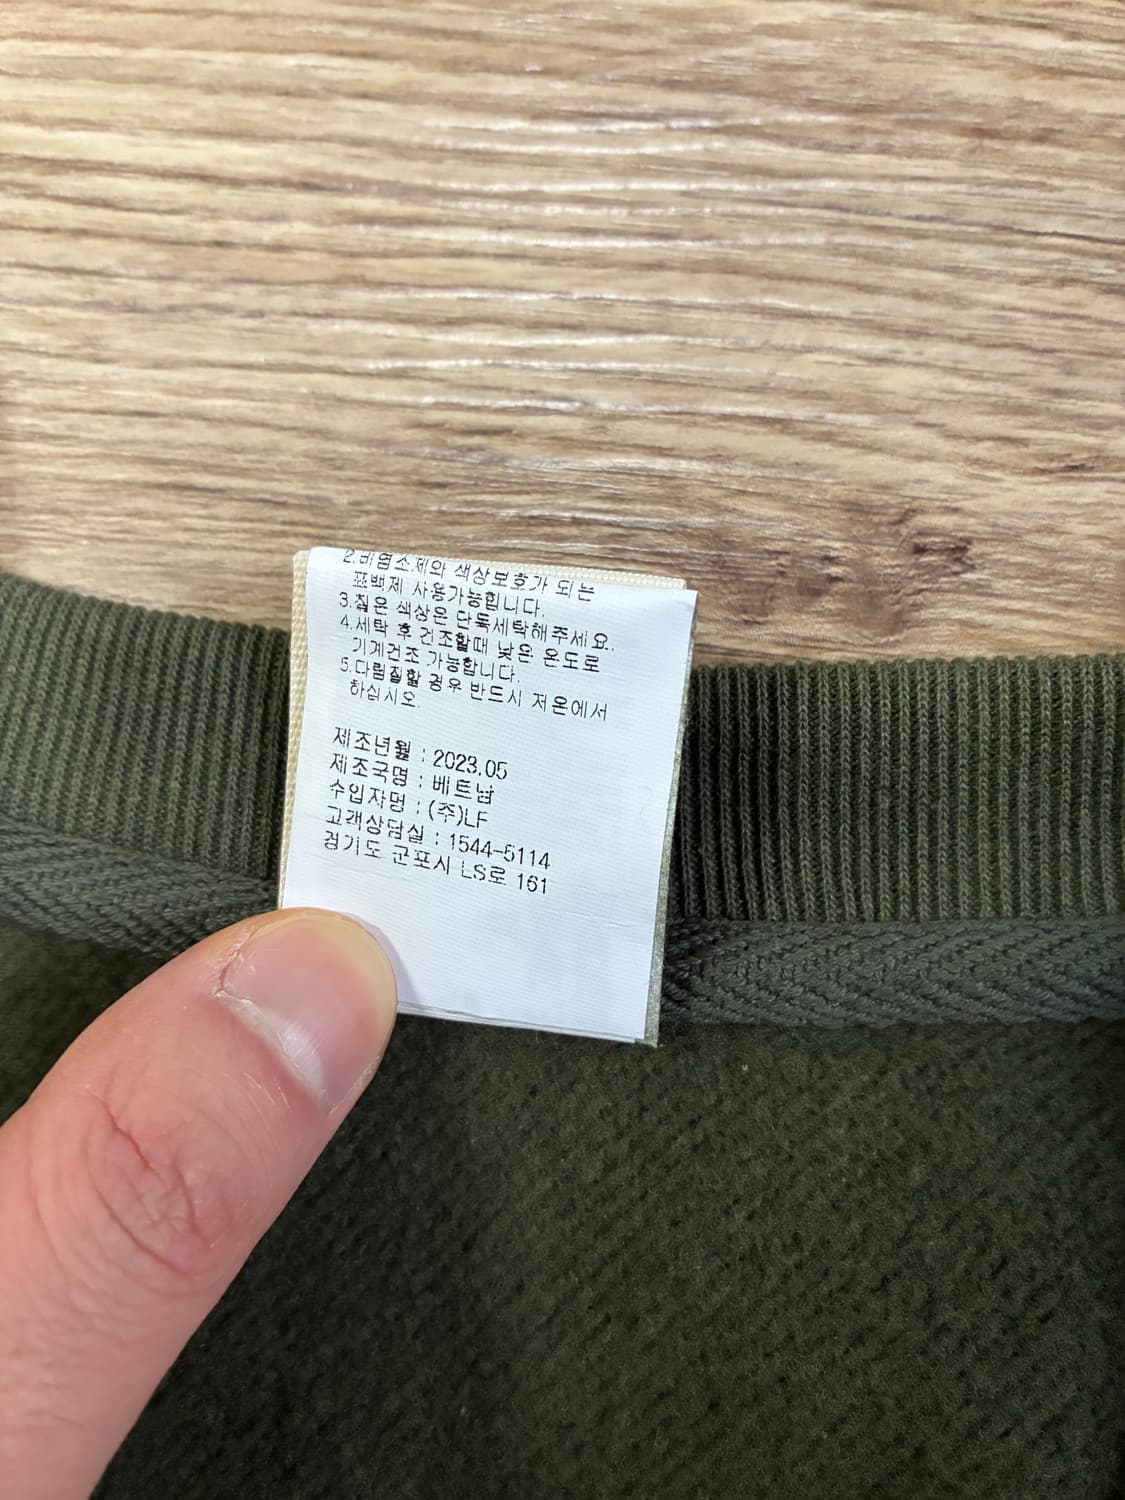 2.비염소제와 색상보호가 되는
표백제 사용가능합니다.
3.짙은 색상은 단독세탁해주세요.
4.세탁 후 건조할때 낮은 온도로
기계건조 가능합니다.
5.다림질할 경우 반드시 저온에서
하십시오.
제조년월 : 2023.05
제조국명 : 베트남
수입자명 : (주)LF
고객상담실 : 1544-5114
경기도 군포시 LS로 161